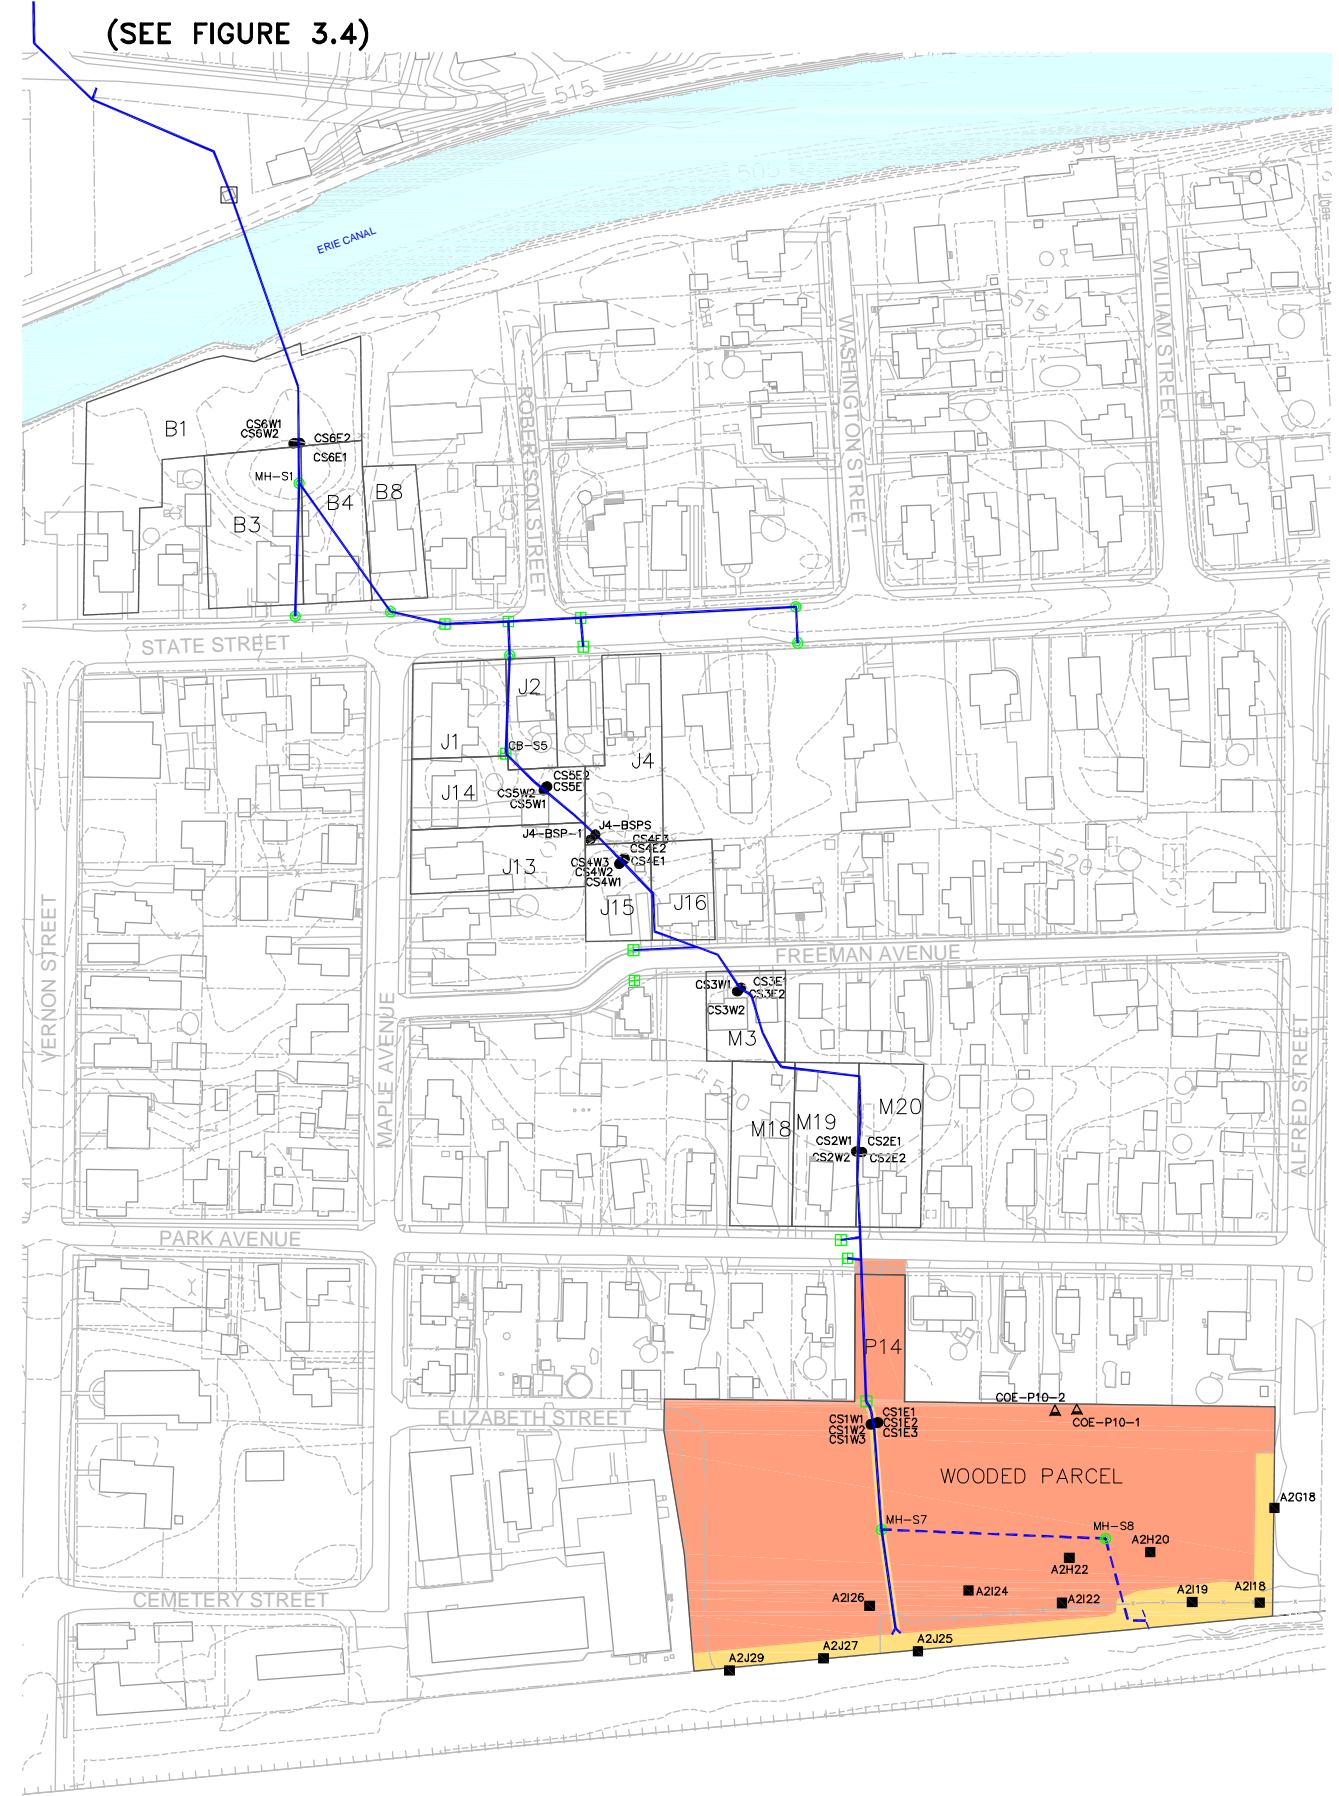 (SEE FIGURE 3.4)
515
515
505
ERIE CANAL
WILLIAM STREET
515
WASHINGTON STREET
ROBERTSON STREET
B1
CS6W1
CS6W2
CS6E2
CS6E1
MH-S1
B8
B4
B3
STATE STREET
J2
J1
CB-S5
J4
CS5E2
CS5E1
J14
CS5W2
CS5W1
J4-BSPS
J4-BSP-1
CS4E3
CS4E2
CS4E1
CS4W3
CS4W2
CS4W1
520
J13
J15
J16
FREEMAN AVENUE
VERNON STREET
MAPLE AVENUE
ALFRED STREET
CS3W1
CS3E1
CS3E2
CS3W2
M3
M20
M19
M18
CS2W1
CS2E1
CS2W2
CS2E2
PARK AVENUE
P14
COE-P10-2
COE-P10-1
ELIZABETH STREET
CS1W1
CS1W2
CS1W3
CS1E1
CS1E2
CS1E3
WOODED PARCEL
A2G18
MH-S7
MH-S8
A2H20
A2H22
CEMETERY STREET
A2I24
A2I26
A2I22
A2I19
A2I18
A2J25
A2J27
A2J29